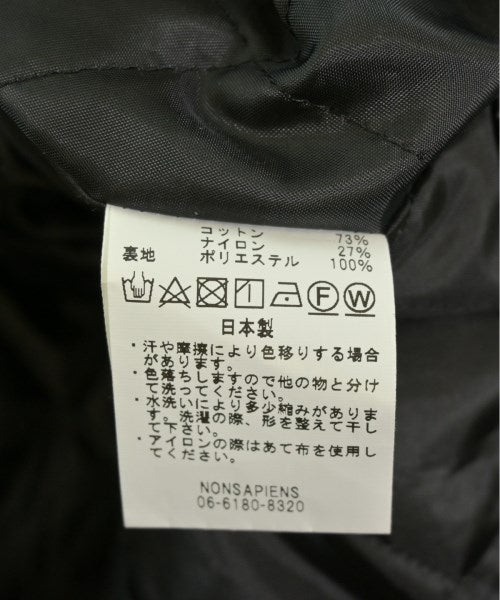 コットン 73%
ナイロン 27%
裏地 ポリエステル 100%
F W
日本製
・汗や摩擦により色移りする場合
があります。
・色落ちしますので他の物と分け
て洗ってください。
・水洗いにより多少縮みがありま
す。洗濯の際、形を整えて干し
て下さい。
・アイロンの際はあて布を使用し
てください。
NONSAPIENS
06-6180-8320